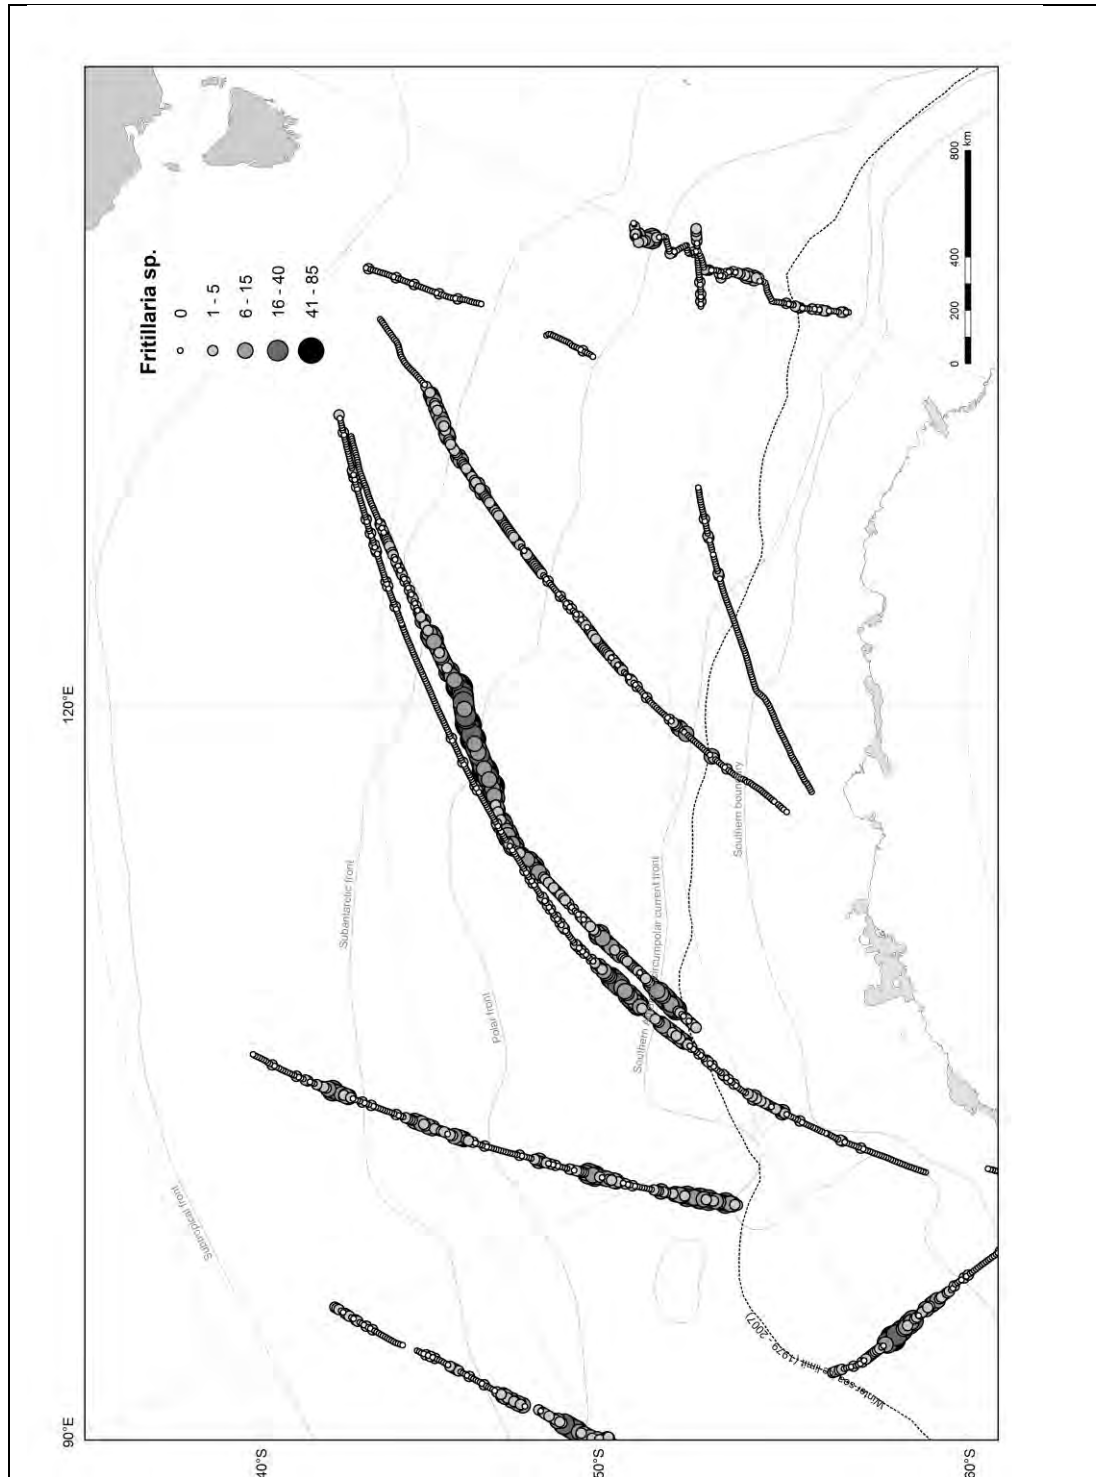 Fritillaria sp.
0
1 - 5
6 - 15
16 - 40
41 - 85
0
200
400
800
km
120°E
90°E
40°S
50°S
60°S
Subtropical front
Subantarctic front
Polar front
Southern
circumpolar current front
Southern boundary
Winter sea
limit (1979 - 2007)